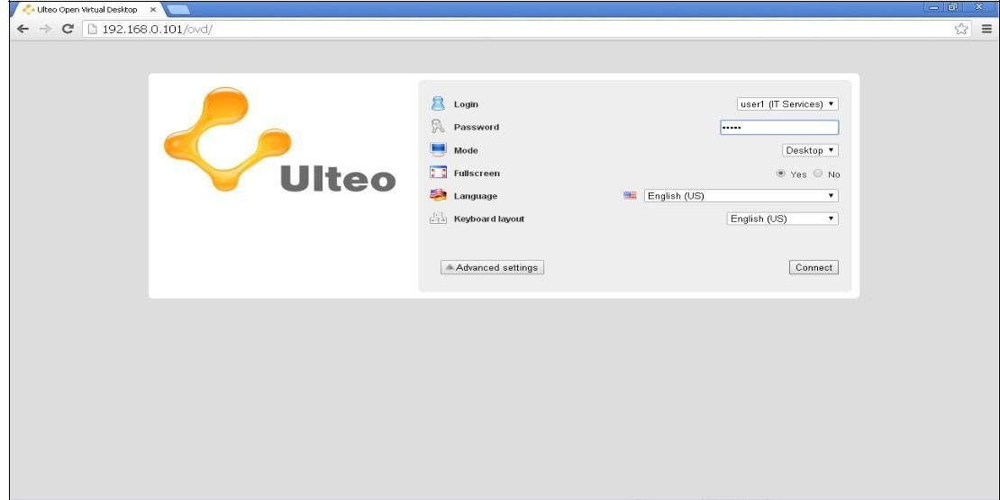 Ulteo Open Virtual Desktop
192.168.0.101/ovd/
Ulteo
Login user1 (IT Services)
Password •••••
Mode Desktop
Fullscreen Yes No
Language English (US)
Keyboard layout English (US)
Advanced settings Connect